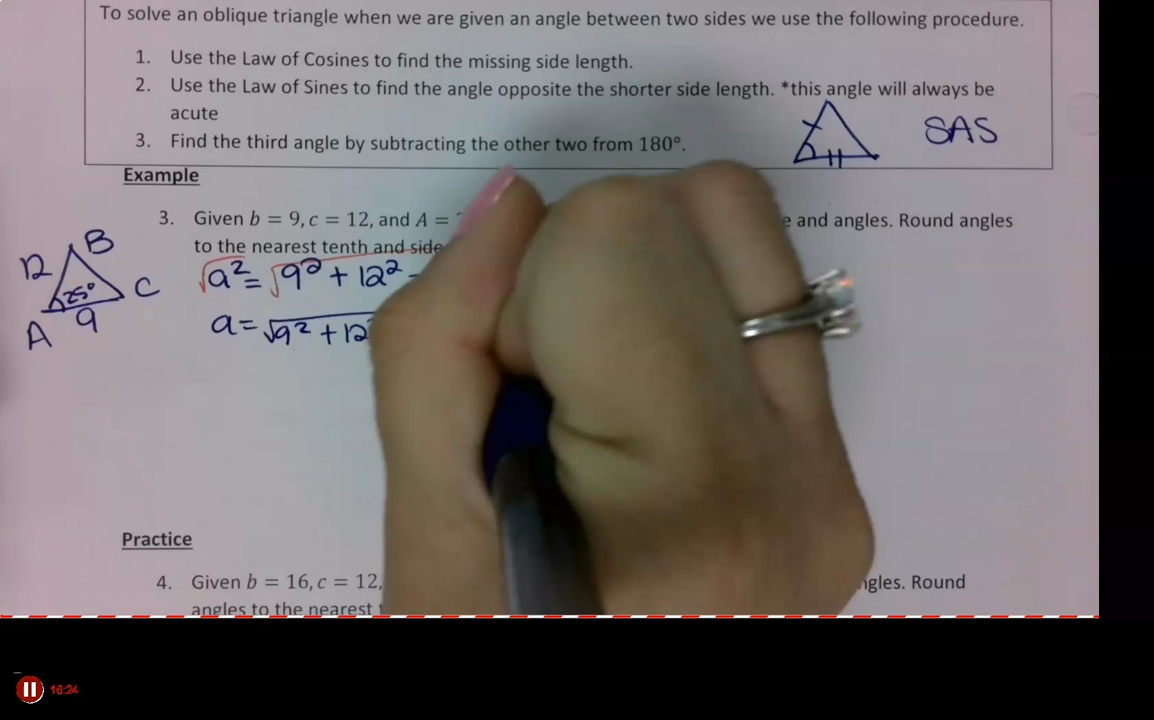 To solve an oblique triangle when we are given an angle between two sides we use the following procedure.
1. Use the Law of Cosines to find the missing side length.
2. Use the Law of Sines to find the angle opposite the shorter side length. *this angle will always be
acute
3. Find the third angle by subtracting the other two from 180°.
SAS
Example
3. Given b = 9, c = 12, and A = e and angles. Round angles
to the nearest tenth and side
B
12
25°
C
9
A
√a² = √9² + 12² -
a = √9² + 12
Practice
4. Given b = 16, c = 12, ngles. Round
angles to the nearest
16:24